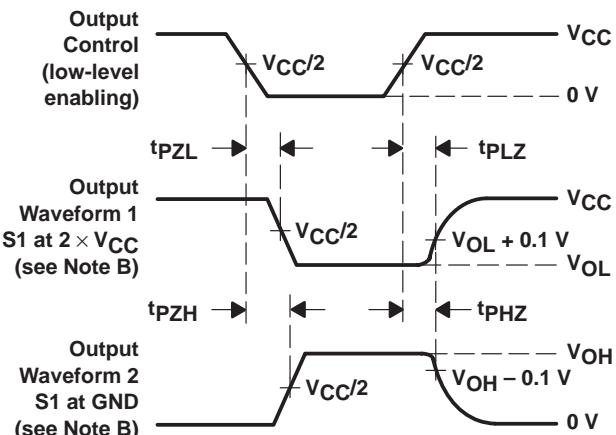 Output
Control
(low-level
enabling)
VCC/2
VCC/2
VCC
0 V
tPZL
tPLZ
Output
Waveform 1
S1 at 2 × VCC
(see Note B)
VCC/2
VCC
VOL + 0.1 V
VOL
tPZH
tPHZ
Output
Waveform 2
S1 at GND
(see Note B)
VCC/2
VOH
VOH – 0.1 V
0 V